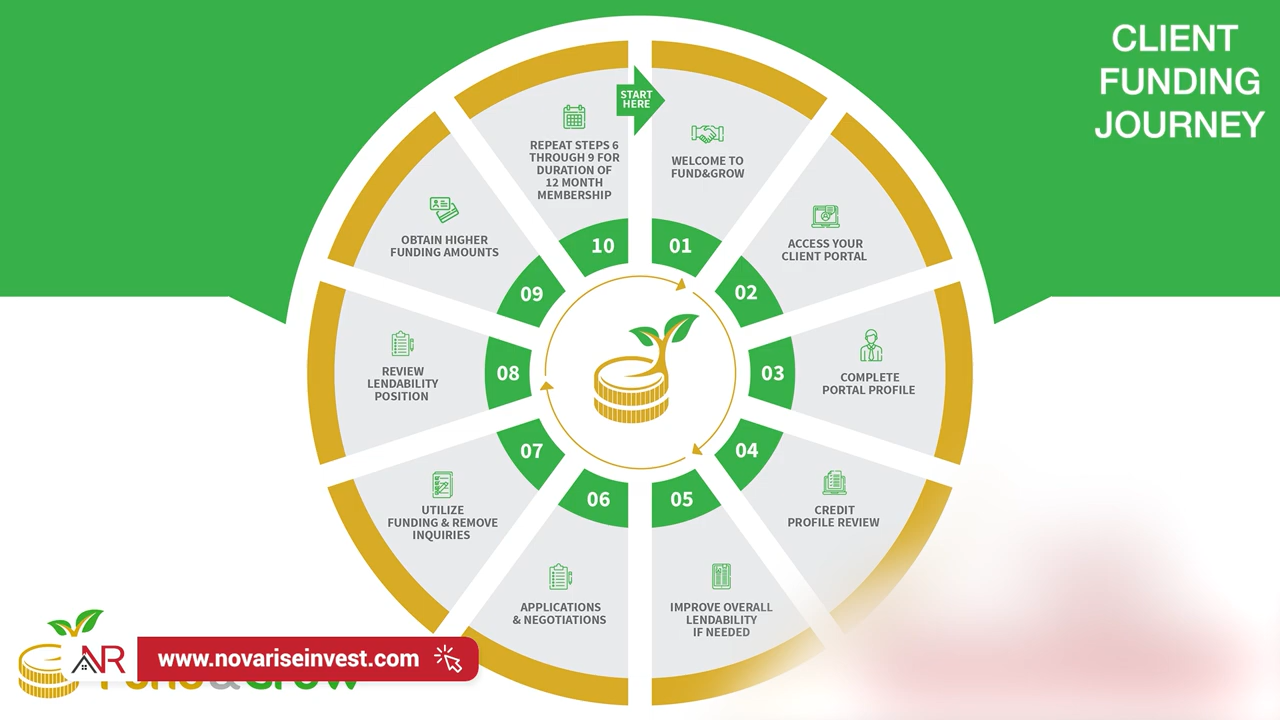 CLIENT
FUNDING
JOURNEY
START
HERE
WELCOME TO
FUND&GROW
01
ACCESS YOUR
CLIENT PORTAL
02
COMPLETE
PORTAL PROFILE
03
CREDIT
PROFILE REVIEW
04
IMPROVE OVERALL
LENDABILITY
IF NEEDED
05
APPLICATIONS
& NEGOTIATIONS
06
UTILIZE
FUNDING & REMOVE
INQUIRIES
07
REVIEW
LENDABILITY
POSITION
08
OBTAIN HIGHER
FUNDING AMOUNTS
09
REPEAT STEPS 6
THROUGH 9 FOR
DURATION OF
12 MONTH
MEMBERSHIP
10
NR
www.novariseinvest.com